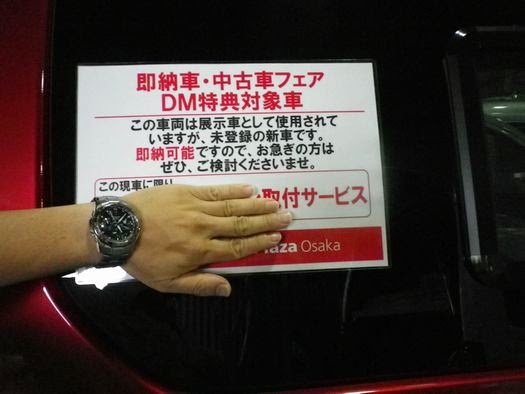 即納車・中古車フェア
DM特典対象車
この車両は展示車として使用されて
いますが、未登録の新車です。
即納可能ですので、お急ぎの方は
ぜひ、ご検討くださいませ。
この現車に限り
取付サービス
Osaka